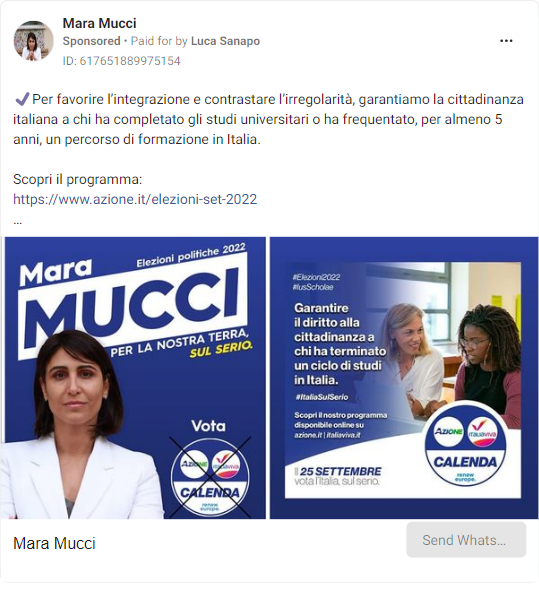 Mara Mucci
Sponsored • Paid for by Luca Sanapo
ID: 617651889975154
✔Per favorire l'integrazione e contrastare l'irregolarità, garantiamo la cittadinanza
italiana a chi ha completato gli studi universitari o ha frequentato, per almeno 5
anni, un percorso di formazione in Italia.
Scopri il programma:
https://www.azione.it/elezioni-set-2022
...
Elezioni politiche 2022
Mara
MUCCI
PER LA NOSTRA TERRA,
SUL SERIO.
Vota
AZIONE
italiaviva
CALENDA
renew
europe.
#Elezioni2022
#IusScholae
Garantire
il diritto alla
cittadinanza a
chi ha terminato
un ciclo di studi
in Italia.
#ItaliaSulSerio
Scopri il nostro programma
disponibile online su
azione.it | italiaviva.it
AZIONE
italiaviva
CALENDA
renew
europe.
Il 25 SETTEMBRE
vota l'Italia, sul serio.
Mara Mucci
Send Whats...